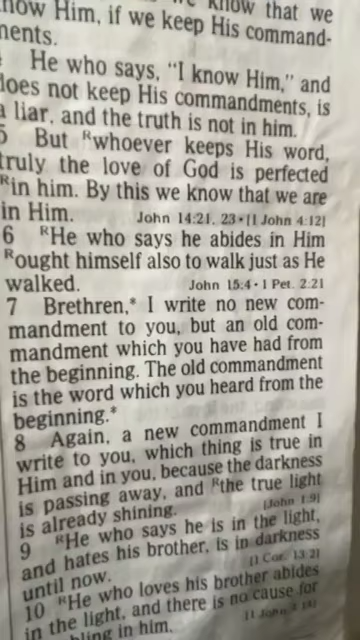 now Him, if we keep His command-
ments.
He who says, "I know Him," and
does not keep His commandments, is
a liar, and the truth is not in him.
5 But ᴿwhoever keeps His word,
truly the love of God is perfected
ᴿin him. By this we know that we are
in Him. John 14:21, 23 • [1 John 4:12]
6 ᴿHe who says he abides in Him
ᴿought himself also to walk just as He
walked. John 15:4 • 1 Pet. 2:21
7 Brethren,* I write no new com-
mandment to you, but an old com-
mandment which you have had from
the beginning. The old commandment
is the word which you heard from the
beginning.*
8 Again, a new commandment I
write to you, which thing is true in
Him and in you, because the darkness
is passing away, and ᴿthe true light
is already shining. [John 1:9]
9 ᴿHe who says he is in the light,
and hates his brother, is in darkness
until now. [1 Cor. 13:2]
10 ᴿHe who loves his brother abides
in the light, and there is no cause for
bling in him.